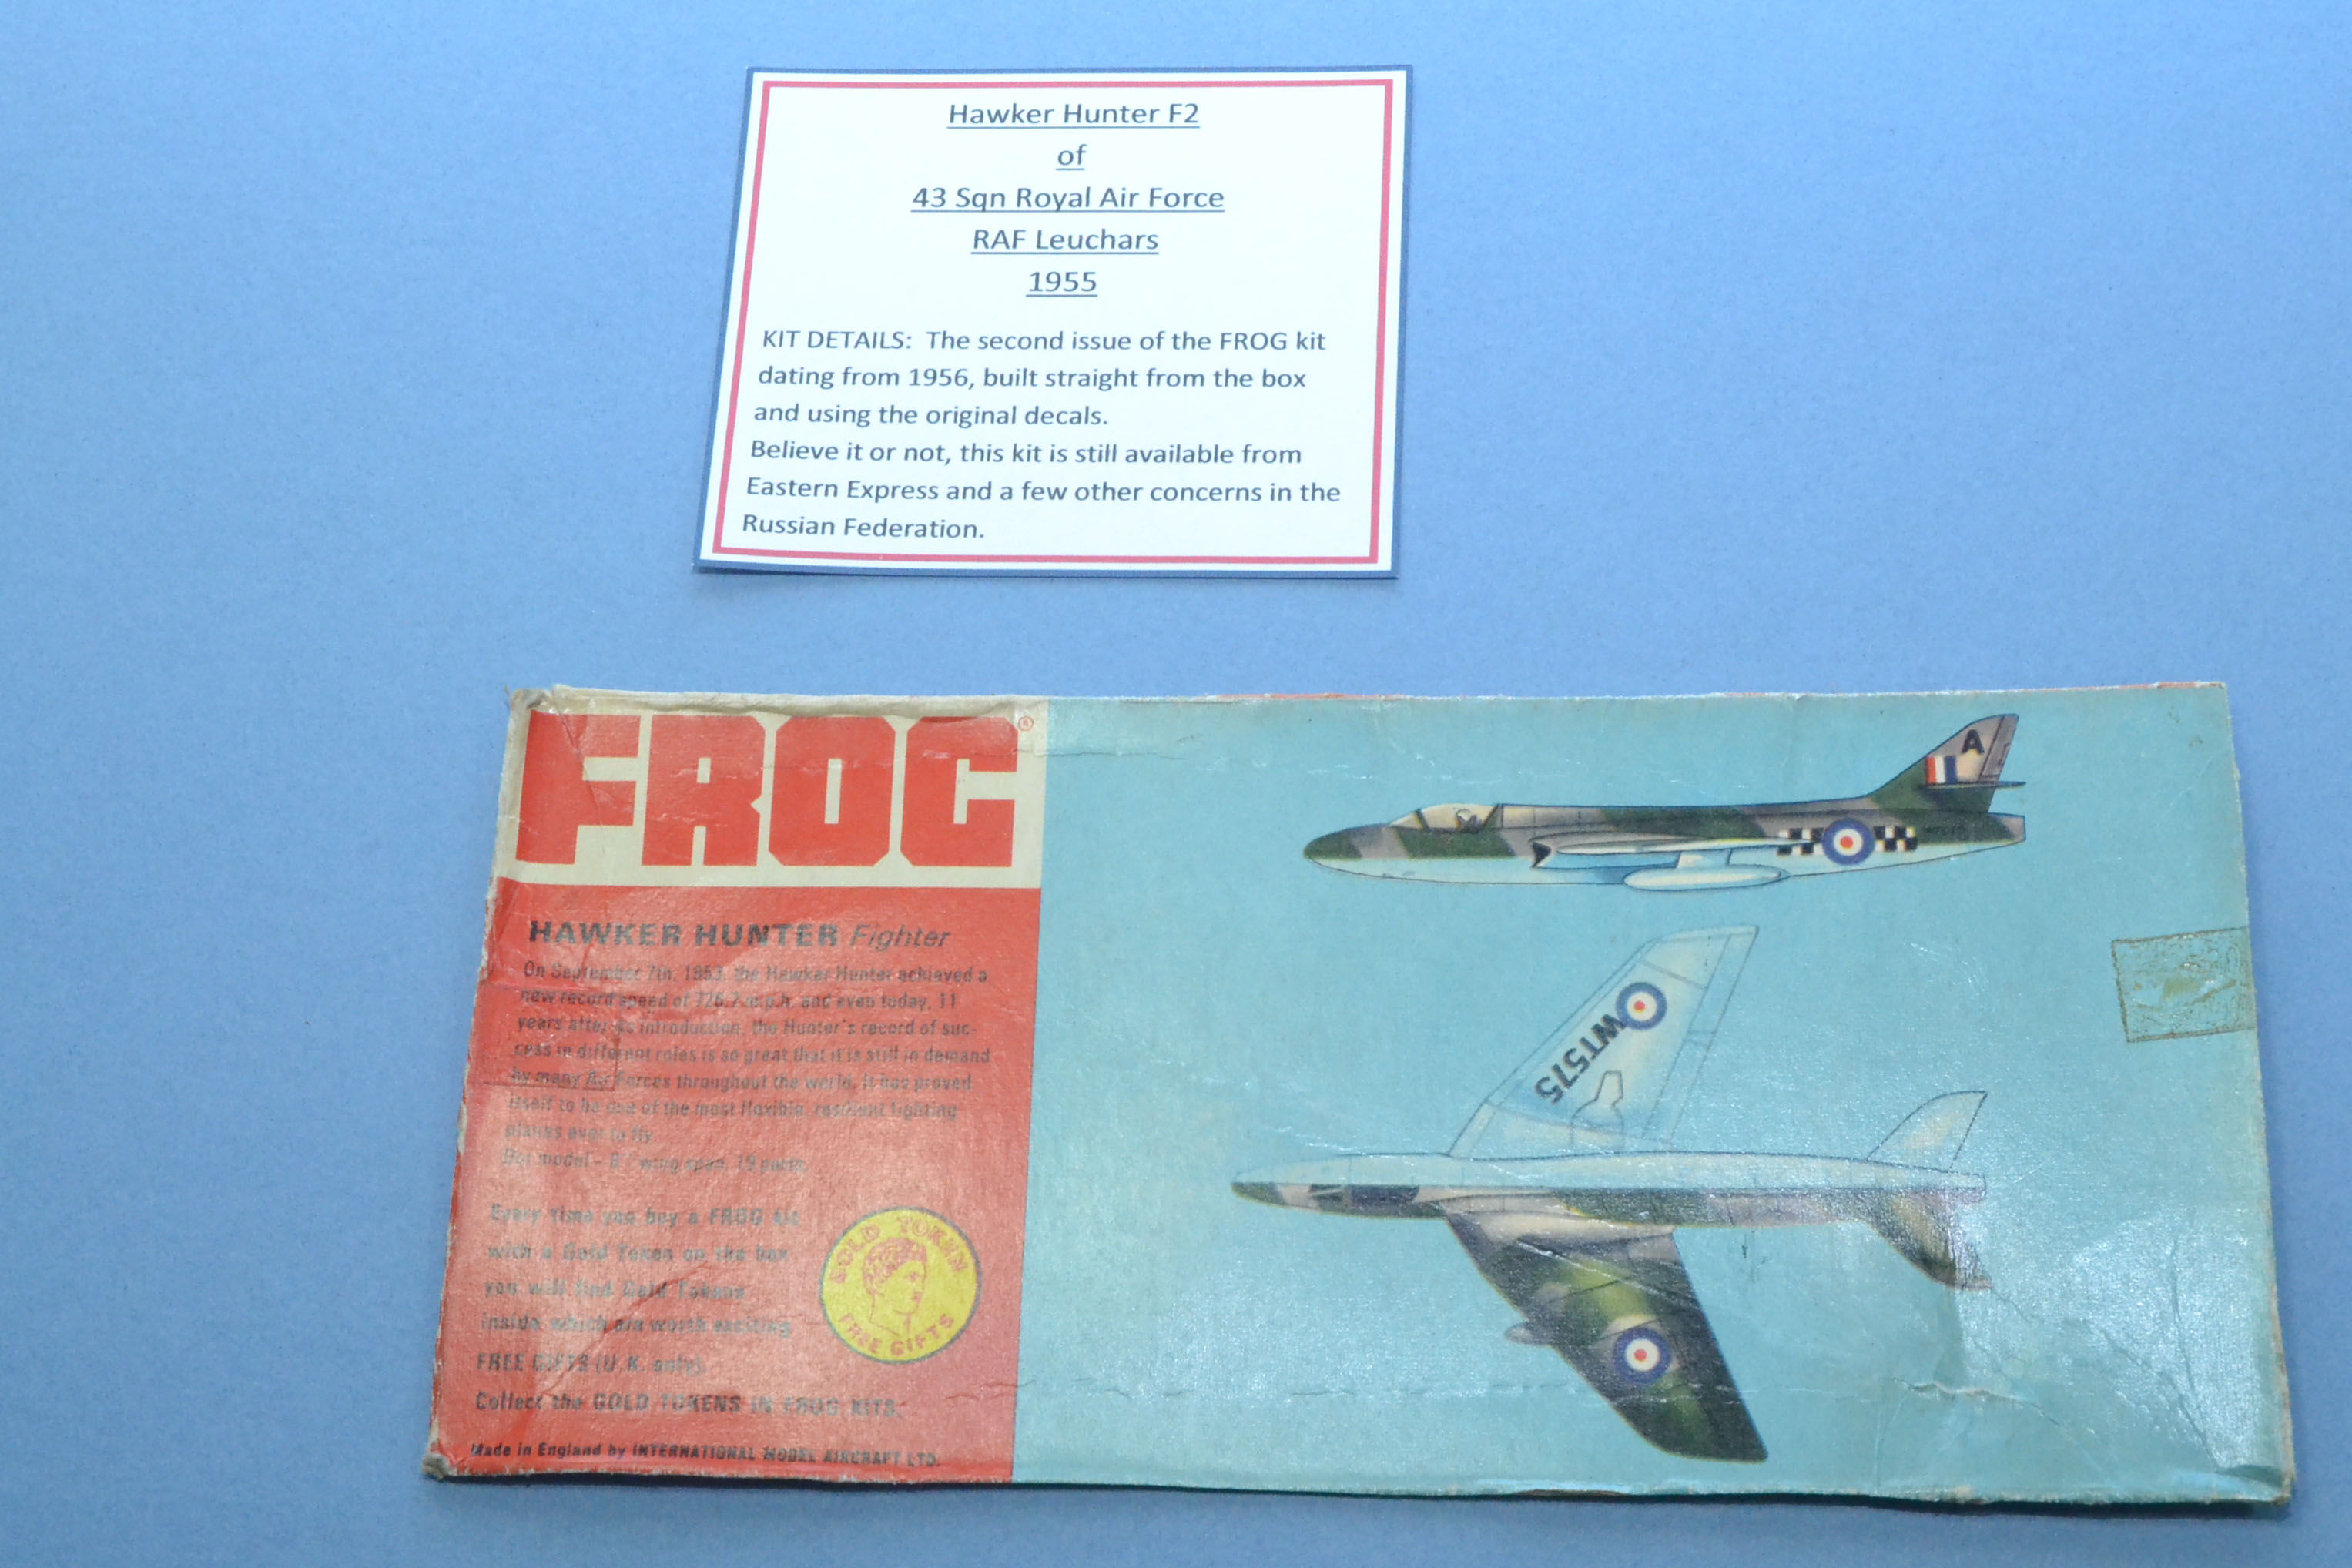 Hawker Hunter F2
of
43 Sqn Royal Air Force
RAF Leuchars
1955
KIT DETAILS: The second issue of the FROG kit
dating from 1956, built straight from the box
and using the original decals.
Believe it or not, this kit is still available from
Eastern Express and a few other concerns in the
Russian Federation.
FROG®
HAWKER HUNTER Fighter
On September 7th, 1953, the Hawker Hunter achieved a
new record speed of m.p.h. and even today, 11
years after its introduction, the Hunter's record of suc-
cess in different roles is so great that it is still in demand
by many Air Forces throughout the world. It has proved
itself to be one of the most flexible, resilient fighting
planes ever to fly.
model - wing span, 19 parts.
Every time you buy a FROG kit
with a Gold Token on the box
you will find Gold Tokens
inside which are worth exciting
FREE GIFTS (U.K. only).
Collect the GOLD TOKENS IN FROG KITS.
Made in England by INTERNATIONAL MODEL AIRCRAFT LTD.
GOLD TOKEN
FREE GIFTS
A
WT575